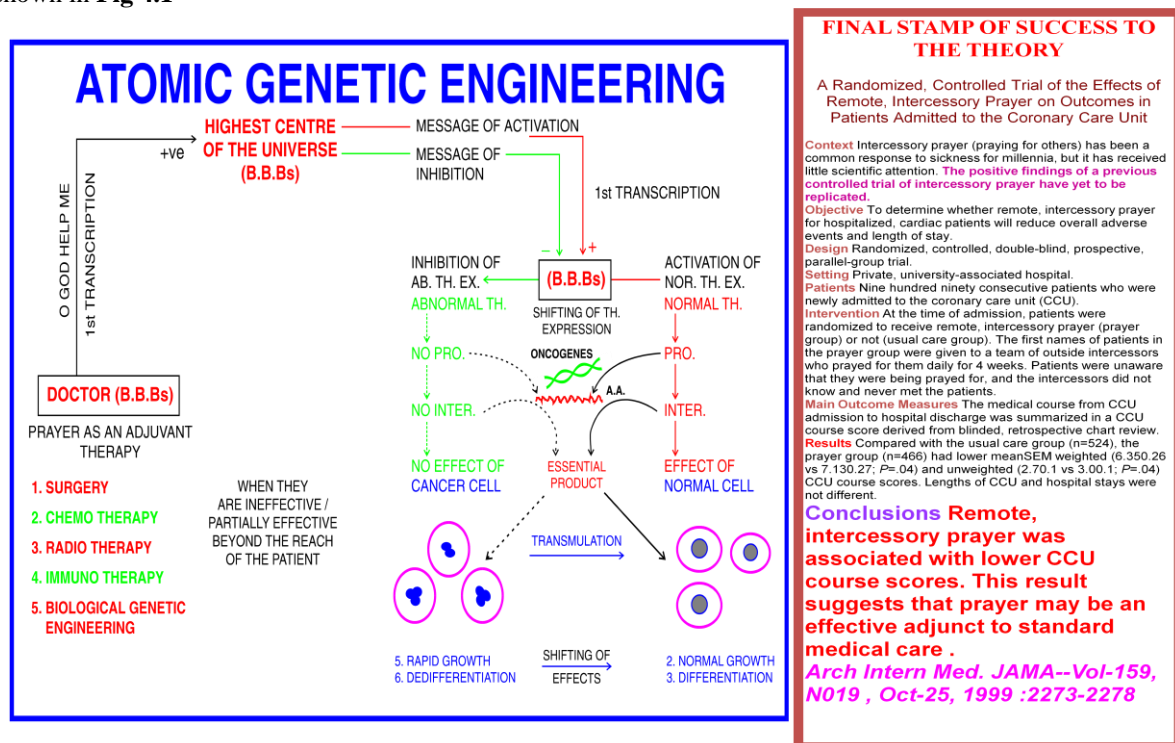 shown in Fig 4.1
ATOMIC GENETIC ENGINEERING
HIGHEST CENTRE
OF THE UNIVERSE
(B.B.Bs)
+ve
MESSAGE OF ACTIVATION
MESSAGE OF
INHIBITION
1st TRANSCRIPTION
O GOD HELP ME
1st TRANSCRIPTION
–
+
INHIBITION OF
AB. TH. EX.
(B.B.Bs)
ACTIVATION OF
NOR. TH. EX.
ABNORMAL TH.
SHIFTING OF TH.
EXPRESSION
NORMAL TH.
NO PRO.
ONCOGENES
PRO.
A.A.
DOCTOR (B.B.Bs)
NO INTER.
INTER.
PRAYER AS AN ADJUVANT
THERAPY
NO EFFECT OF
CANCER CELL
ESSENTIAL
PRODUCT
EFFECT OF
NORMAL CELL
1. SURGERY
2. CHEMO THERAPY
3. RADIO THERAPY
4. IMMUNO THERAPY
5. BIOLOGICAL GENETIC
ENGINEERING
WHEN THEY
ARE INEFFECTIVE /
PARTIALLY EFFECTIVE
BEYOND THE REACH
OF THE PATIENT
TRANSMULATION
5. RAPID GROWTH
6. DEDIFFERENTIATION
SHIFTING OF
EFFECTS
2. NORMAL GROWTH
3. DIFFERENTIATION
FINAL STAMP OF SUCCESS TO
THE THEORY
A Randomized, Controlled Trial of the Effects of
Remote, Intercessory Prayer on Outcomes in
Patients Admitted to the Coronary Care Unit
Context Intercessory prayer (praying for others) has been a
common response to sickness for millennia, but it has received
little scientific attention. The positive findings of a previous
controlled trial of intercessory prayer have yet to be
replicated.
Objective To determine whether remote, intercessory prayer
for hospitalized, cardiac patients will reduce overall adverse
events and length of stay.
Design Randomized, controlled, double-blind, prospective,
parallel-group trial.
Setting Private, university-associated hospital.
Patients Nine hundred ninety consecutive patients who were
newly admitted to the coronary care unit (CCU).
Intervention At the time of admission, patients were
randomized to receive remote, intercessory prayer (prayer
group) or not (usual care group). The first names of patients in
the prayer group were given to a team of outside intercessors
who prayed for them daily for 4 weeks. Patients were unaware
that they were being prayed for, and the intercessors did not
know and never met the patients.
Main Outcome Measures The medical course from CCU
admission to hospital discharge was summarized in a CCU
course score derived from blinded, retrospective chart review.
Results Compared with the usual care group (n=524), the
prayer group (n=466) had lower meanSEM weighted (6.350.26
vs 7.130.27; P=.04) and unweighted (2.70.1 vs 3.00.1; P=.04)
CCU course scores. Lengths of CCU and hospital stays were
not different.
Conclusions Remote,
intercessory prayer was
associated with lower CCU
course scores. This result
suggests that prayer may be an
effective adjunct to standard
medical care .
Arch Intern Med. JAMA--Vol-159,
N019 , Oct-25, 1999 :2273-2278